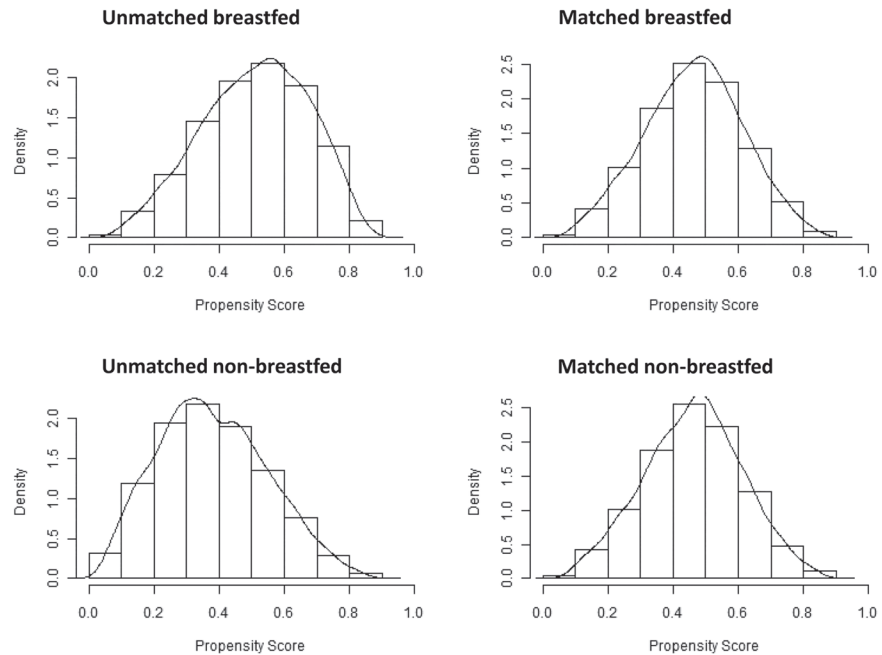 Unmatched breastfed
Density
0.0 0.5 1.0 1.5 2.0
0.0 0.2 0.4 0.6 0.8 1.0
Propensity Score
Matched breastfed
Density
0.0 0.5 1.0 1.5 2.0 2.5
0.0 0.2 0.4 0.6 0.8 1.0
Propensity Score
Unmatched non-breastfed
Density
0.0 0.5 1.0 1.5 2.0
0.0 0.2 0.4 0.6 0.8 1.0
Propensity Score
Matched non-breastfed
Density
0.0 0.5 1.0 1.5 2.0 2.5
0.0 0.2 0.4 0.6 0.8 1.0
Propensity Score